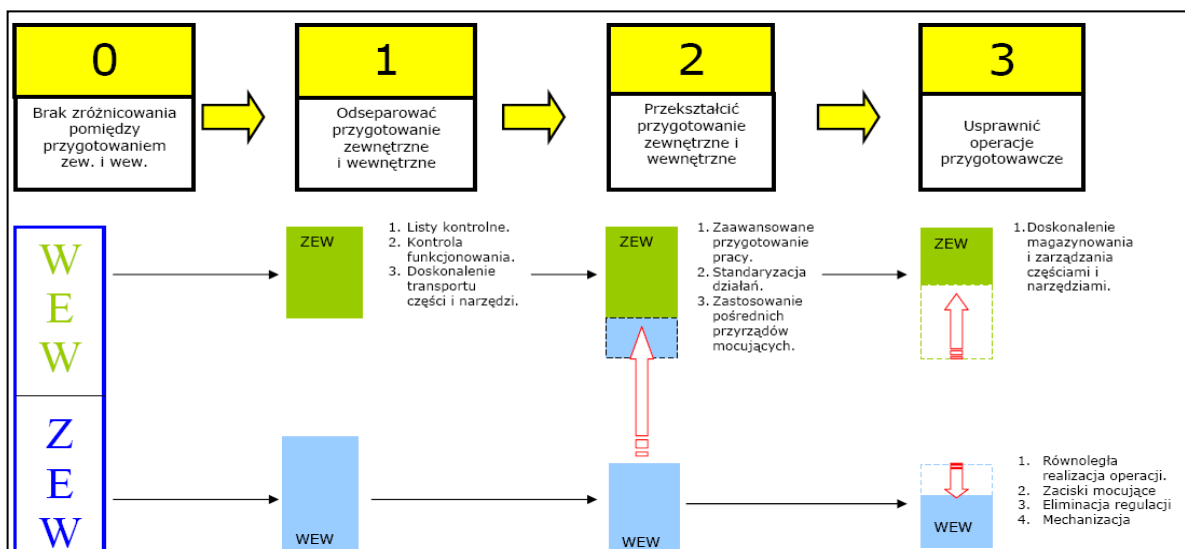 0
Brak zróżnicowania
pomiędzy
przygotowaniem
zew. i wew.
1
Odseparować
przygotowanie
zewnętrzne
i wewnętrzne
2
Przekształcić
przygotowanie
zewnętrzne i
wewnętrzne
3
Usprawnić
operacje
przygotowawcze
W
E
W
ZEW
1. Listy kontrolne.
2. Kontrola
funkcjonowania.
3. Doskonalenie
transportu
części i narzędzi.
ZEW
1. Zaawansowane
przygotowanie
pracy.
2. Standaryzacja
działań.
3. Zastosowanie
pośrednich
przyrządów
mocujących.
ZEW
1. Doskonalenie
magazynowania
i zarządzania
częściami i
narzędziami.
Z
E
W
WEW
WEW
WEW
1. Równoległa
realizacja operacji.
2. Zaciski mocujące
3. Eliminacja regulacji
4. Mechanizacja